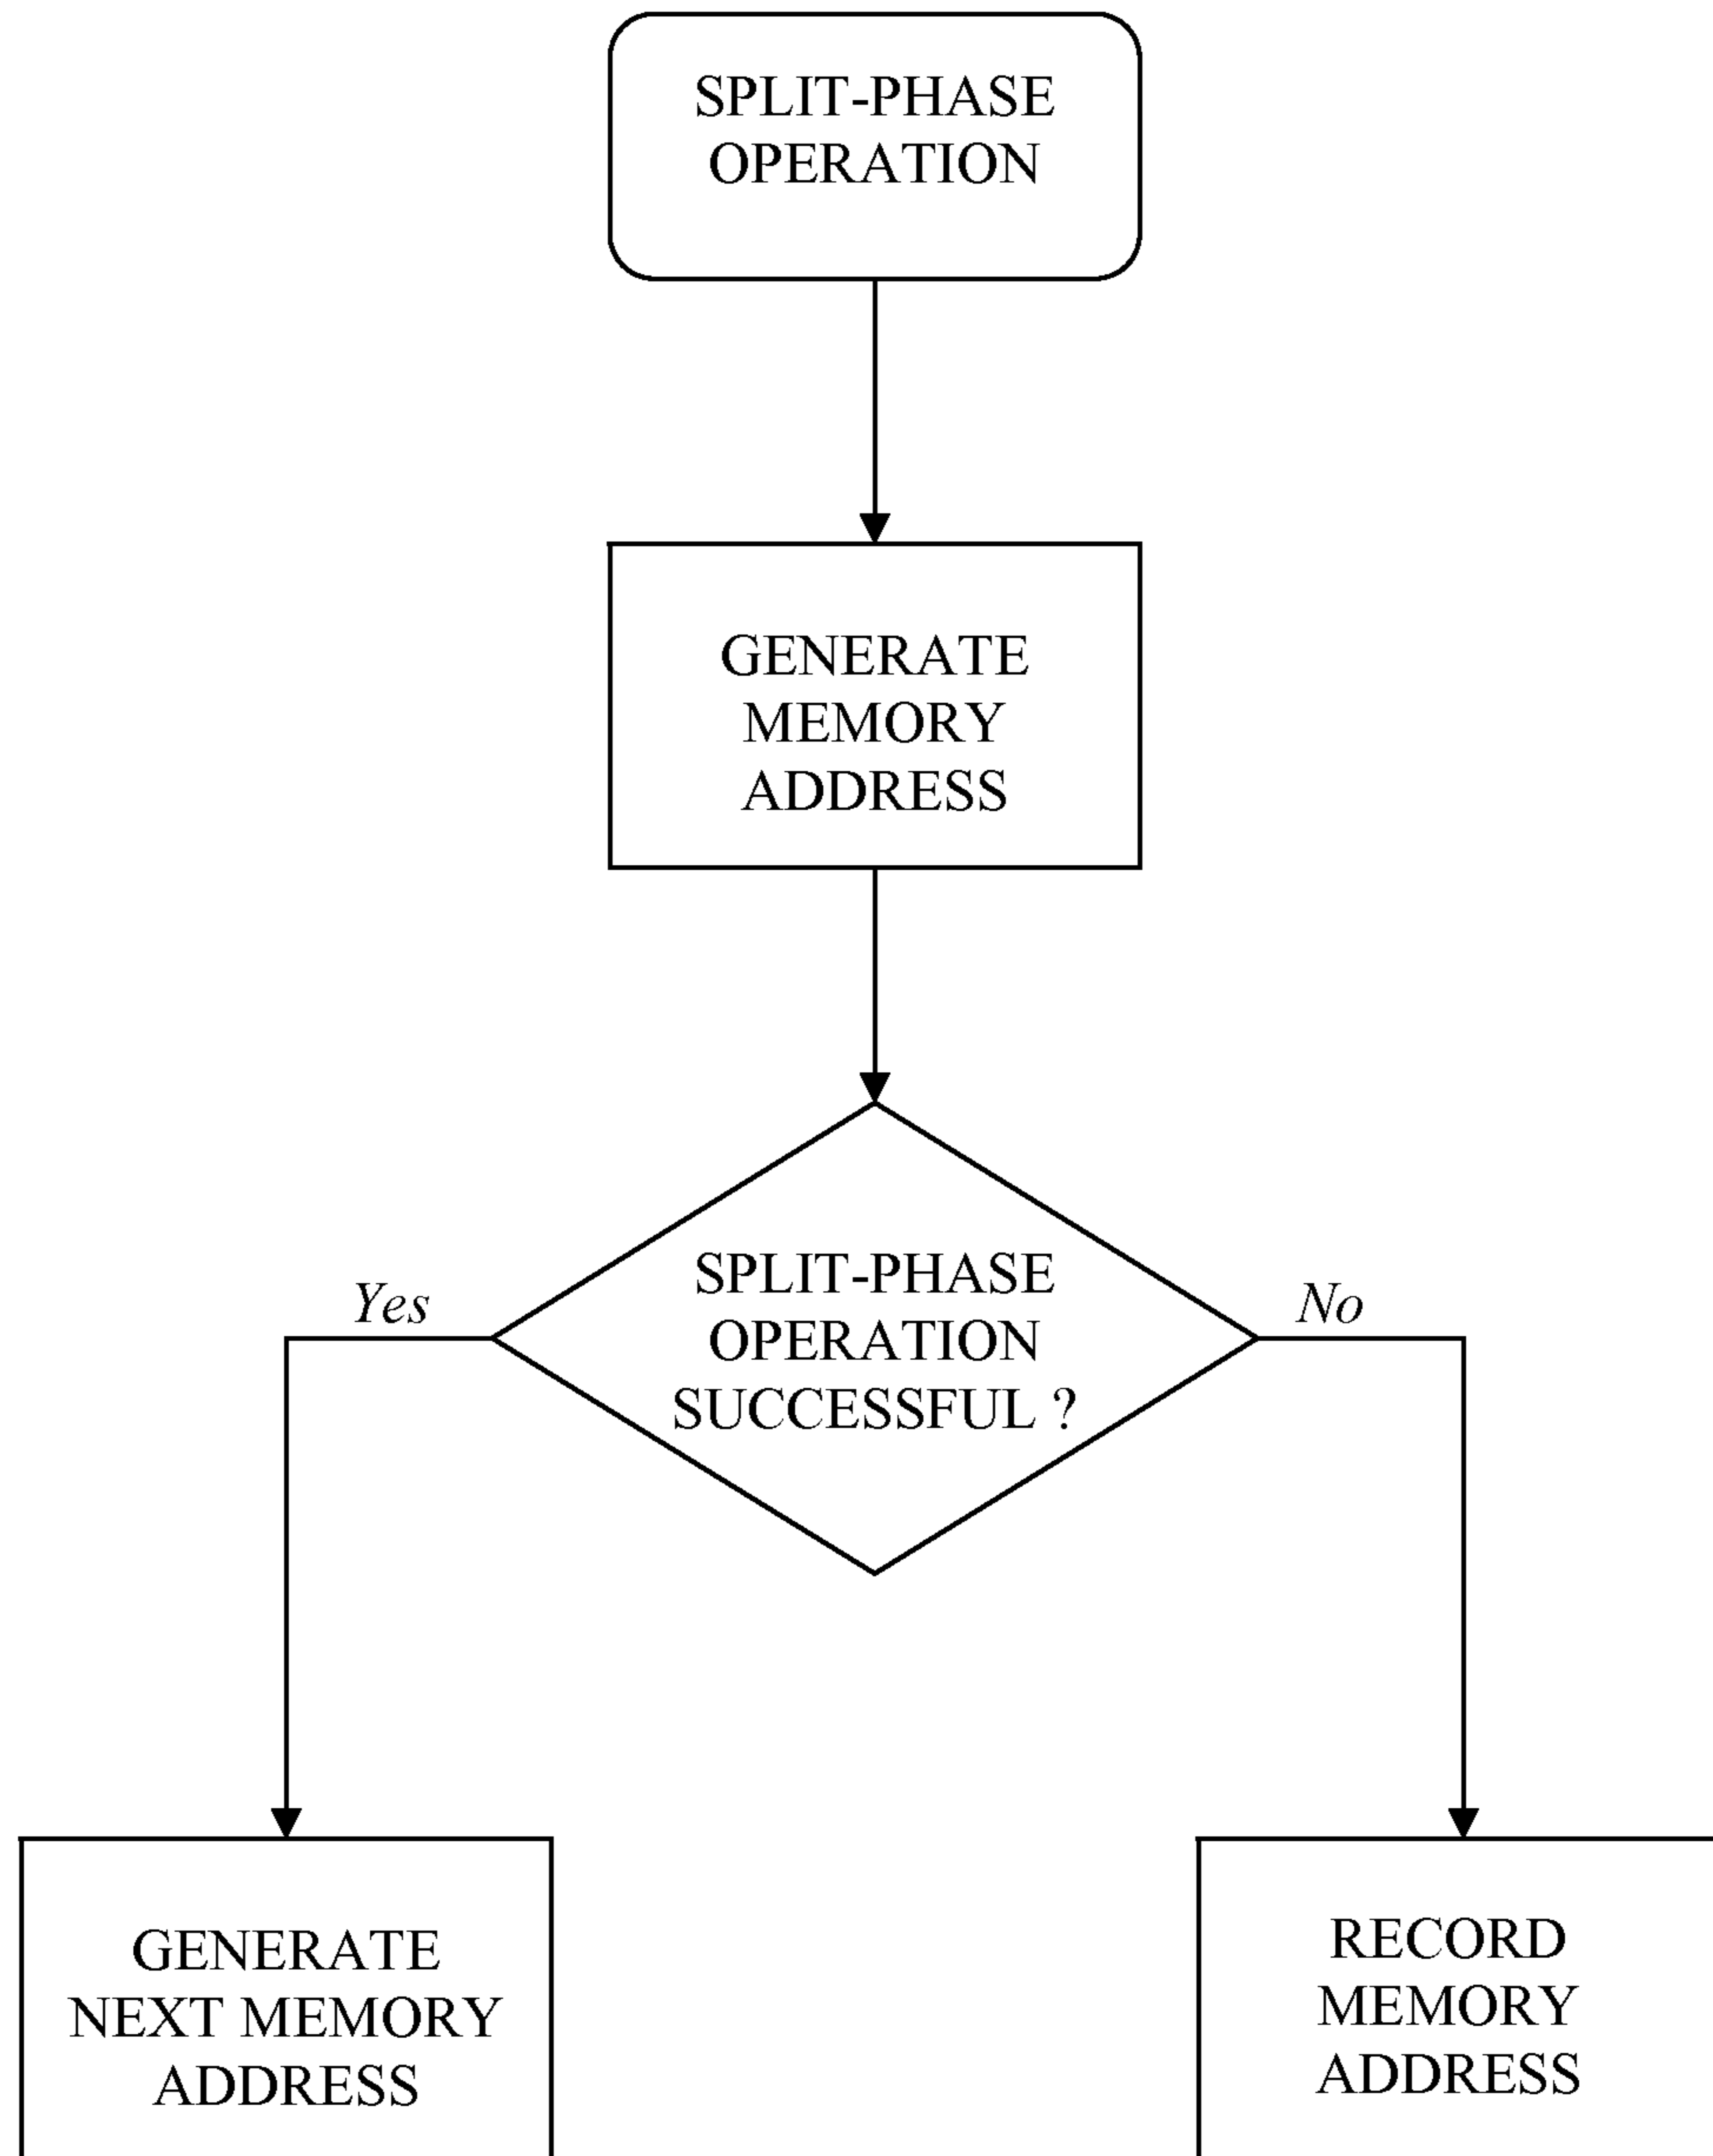 SPLIT-PHASE
OPERATION
GENERATE
MEMORY
ADDRESS
SPLIT-PHASE
OPERATION
SUCCESSFUL ?
Yes
No
GENERATE
NEXT MEMORY
ADDRESS
RECORD
MEMORY
ADDRESS